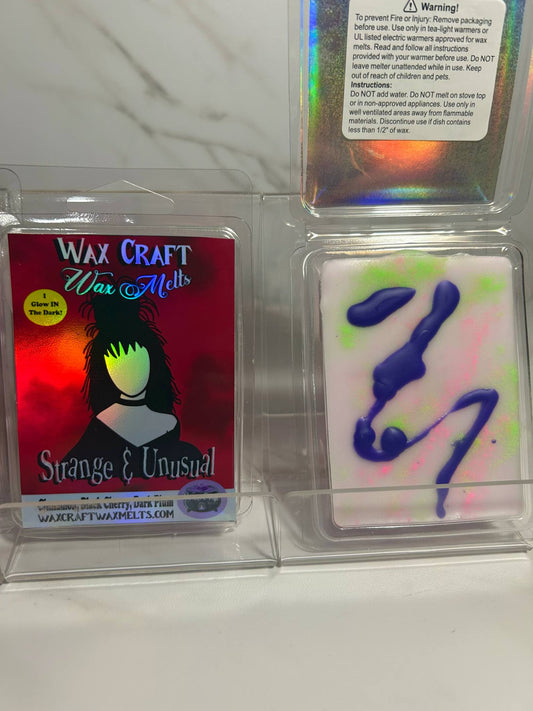 Warning!
To prevent Fire or Injury: Remove packaging
before use. Use only in tea-light warmers or
UL listed electric warmers approved for wax
melts. Read and follow all instructions
provided with your warmer before use. Do NOT
leave melter unattended while in use. Keep
out of reach of children and pets.
Instructions:
Do NOT add water. Do NOT melt on stove top
or in non-approved appliances. Use only in
well ventilated areas away from flammable
materials. Discontinue use if dish contains
less than 1/2" of wax.
WAX CRAFT
Wax Melts
1
Glow IN
The Dark!
Strange & Unusual
Black Cherry, Dark Plum
WAXCRAFTWAXMELTS.COM